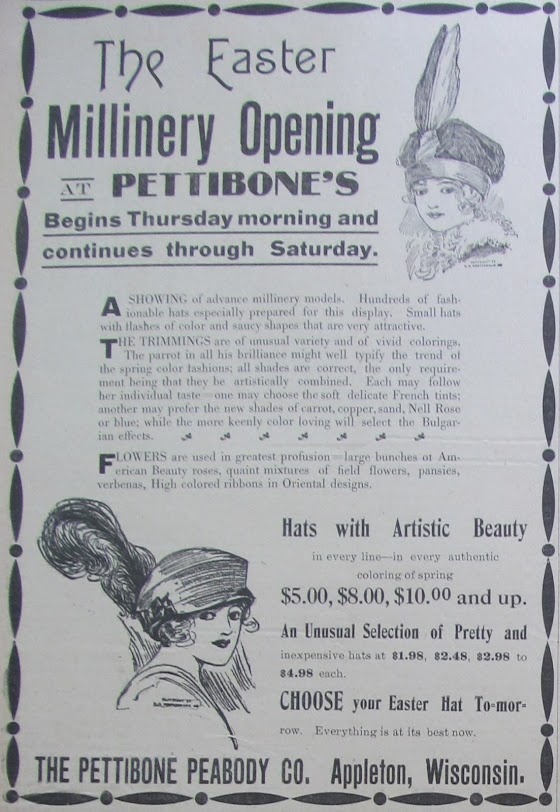 The Easter
Millinery Opening
AT PETTIBONE'S
Begins Thursday morning and
continues through Saturday.
A SHOWING of advance millinery models. Hundreds of fash-
ionable hats especially prepared for this display. Small hats
with flashes of color and saucy shapes that are very attractive.
THE TRIMMINGS are of unusual variety and of vivid colorings.
The parrot in all his brilliance might well typify the trend of
the spring color fashions; all shades are correct, the only require-
ment being that they be artistically combined. Each may follow
her individual taste—one may choose the soft delicate French tints;
another may prefer the new shades of carrot, copper, sand, Nell Rose
or blue; while the more keenly color loving will select the Bulgar-
ian effects.
FLOWERS are used in greatest profusion—large bunches of Am-
erican Beauty roses, quaint mixtures of field flowers, pansies,
verbenas, High colored ribbons in Oriental designs.
Hats with Artistic Beauty
in every line—in every authentic
coloring of spring
$5.00, $8.00, $10.00 and up.
An Unusual Selection of Pretty and
inexpensive hats at $1.98, $2.48, $2.98 to
$4.98 each.
CHOOSE your Easter Hat To=mor=
row. Everything is at its best now.
THE PETTIBONE PEABODY CO. Appleton, Wisconsin.